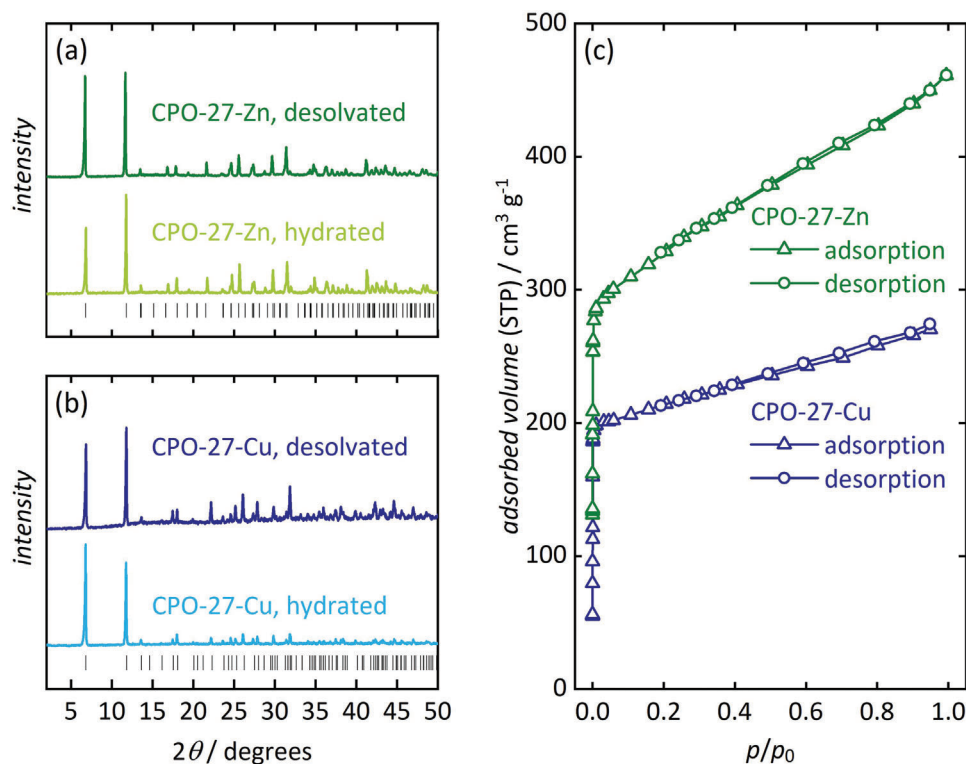 (a)
CPO-27-Zn, desolvated
CPO-27-Zn, hydrated
intensity
(b)
CPO-27-Cu, desolvated
CPO-27-Cu, hydrated
intensity
5 10 15 20 25 30 35 40 45 50
2θ / degrees
(c)
500
400
300
200
100
0
adsorbed volume (STP) / cm³ g⁻¹
CPO-27-Zn
adsorption
desorption
CPO-27-Cu
adsorption
desorption
0.0 0.2 0.4 0.6 0.8 1.0
p/p₀